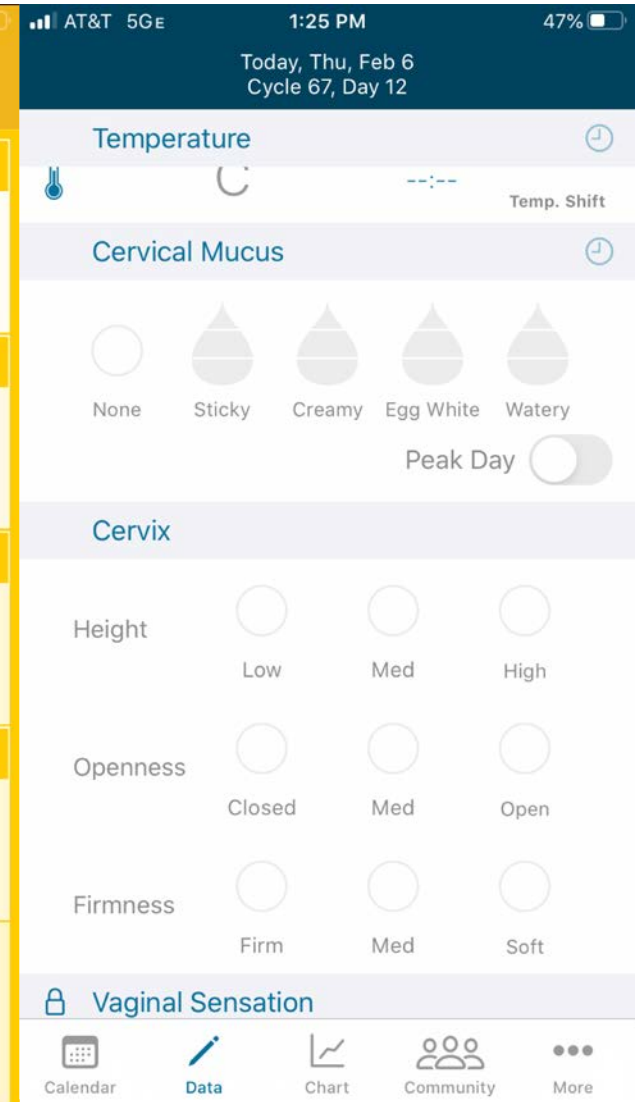 AT&T 5GE 1:25 PM 47%
Today, Thu, Feb 6
Cycle 67, Day 12
Temperature
C --:--
Temp. Shift
Cervical Mucus
None Sticky Creamy Egg White Watery
Peak Day
Cervix
Height
Low Med High
Openness
Closed Med Open
Firmness
Firm Med Soft
Vaginal Sensation
Calendar Data Chart Community More